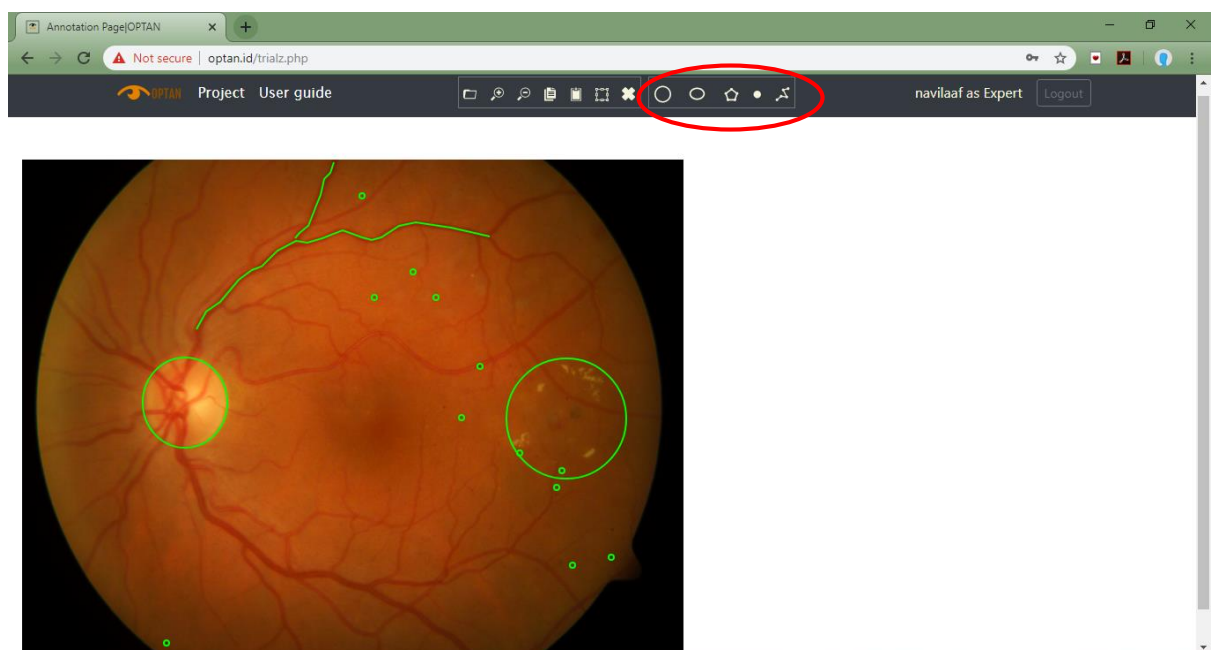 Annotation Page|OPTAN
Not secure | optan.id/trialz.php
OPTAN Project User guide navilaaf as Expert Logout